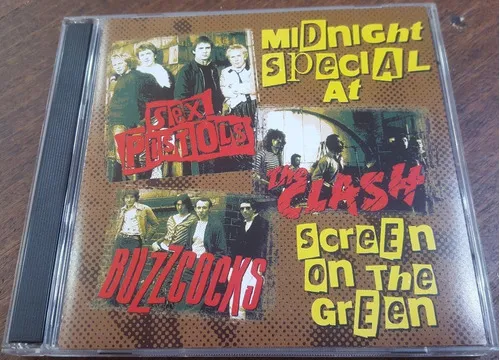 MIDNIGHT
SPECIAL
At
SEX
PISTOLS
The
CLASH
BUZZCOCKS
SCREEN
ON THE
GREEN